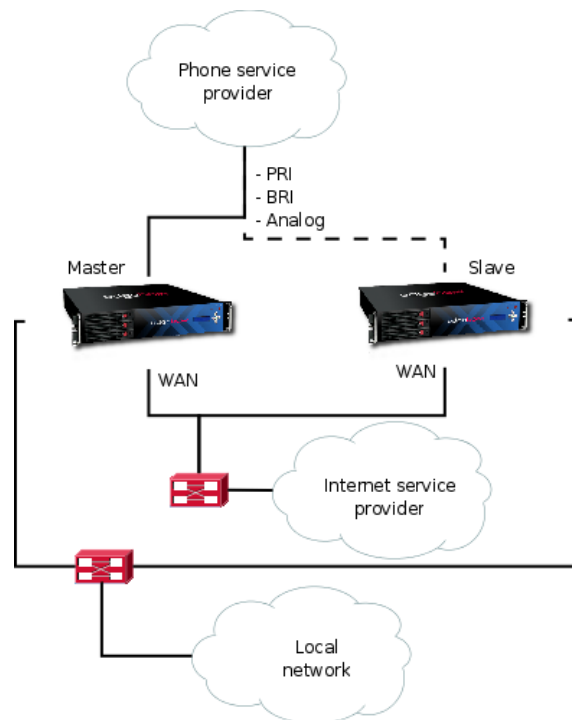 Phone service
provider
- PRI
- BRI
- Analog
Master
Slave
WAN
WAN
Internet service
provider
Local
network